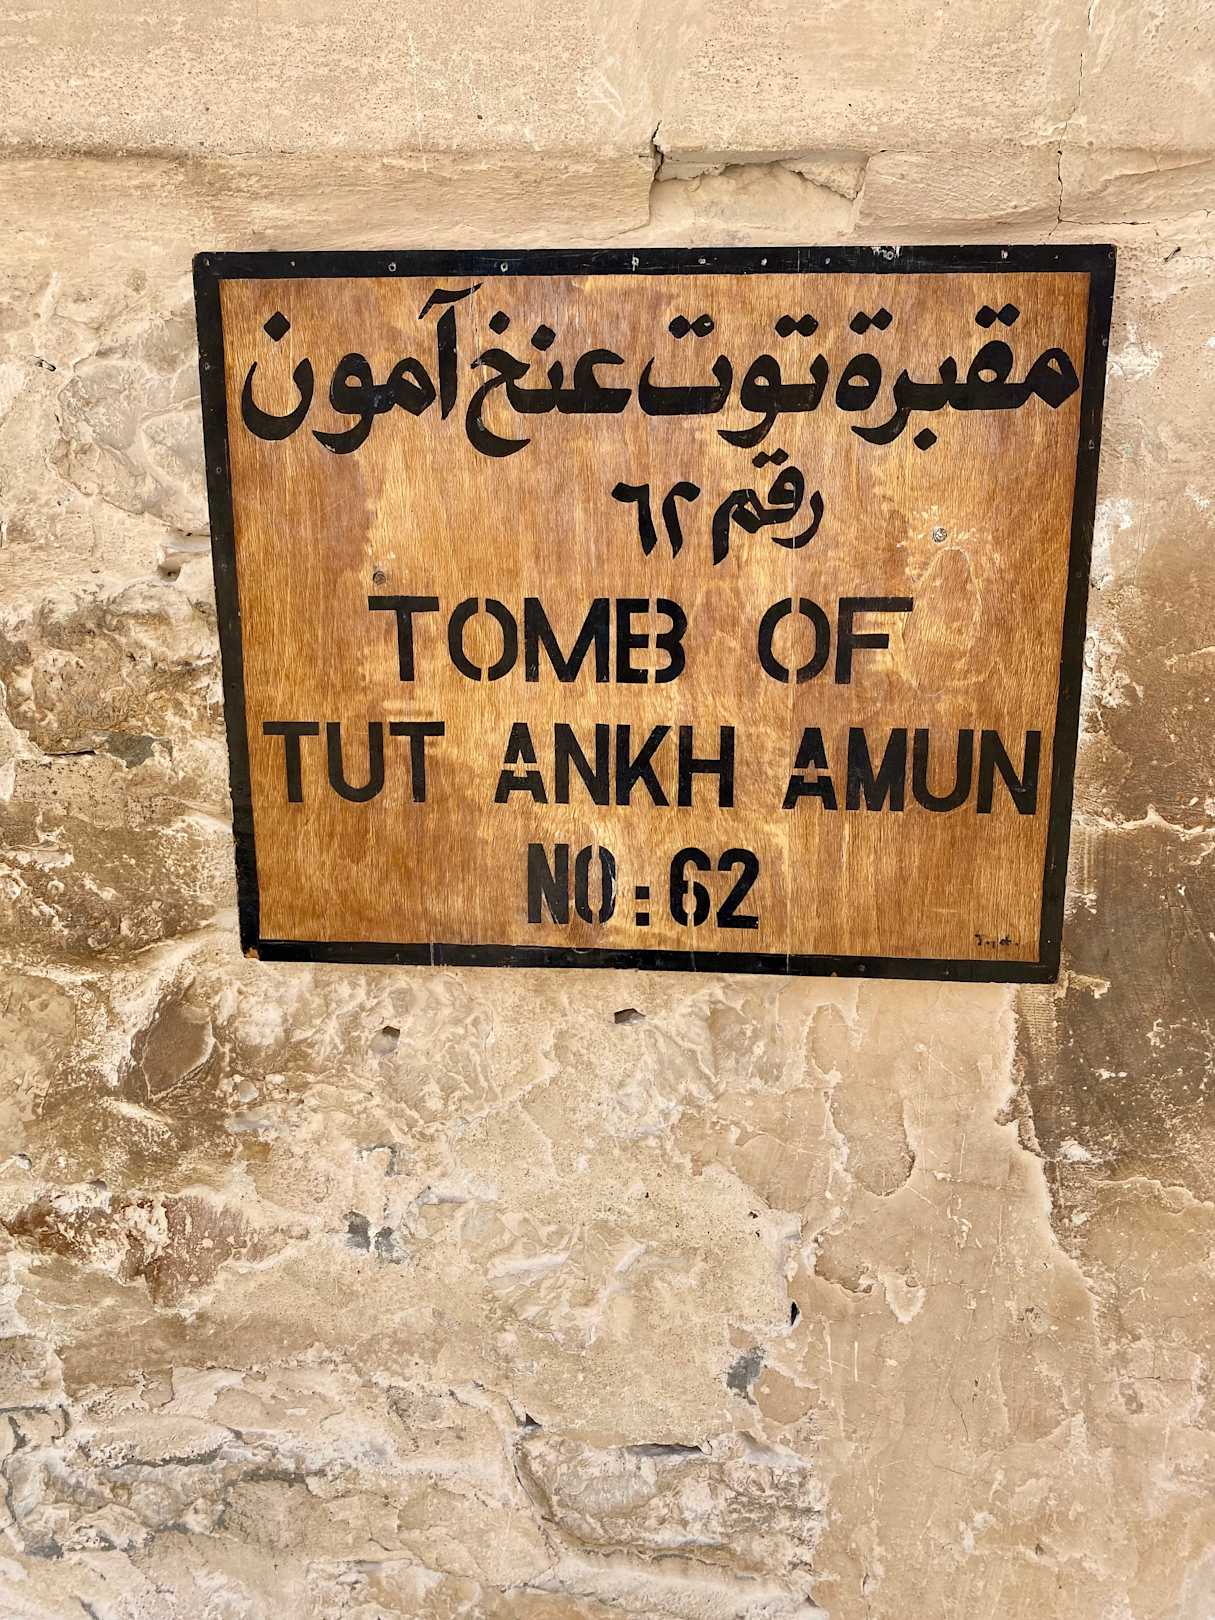 مقبرة توت عنخ آمون
رقم ٦٢
TOMB OF
TUT ANKH AMUN
NO: 62